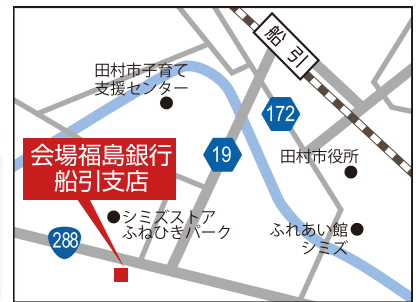 船引
田村市子育て
支援センター
172
19
会場福島銀行
船引支店
田村市役所
シミズストア
ふねひきパーク
ふれあい館
シミズ
288